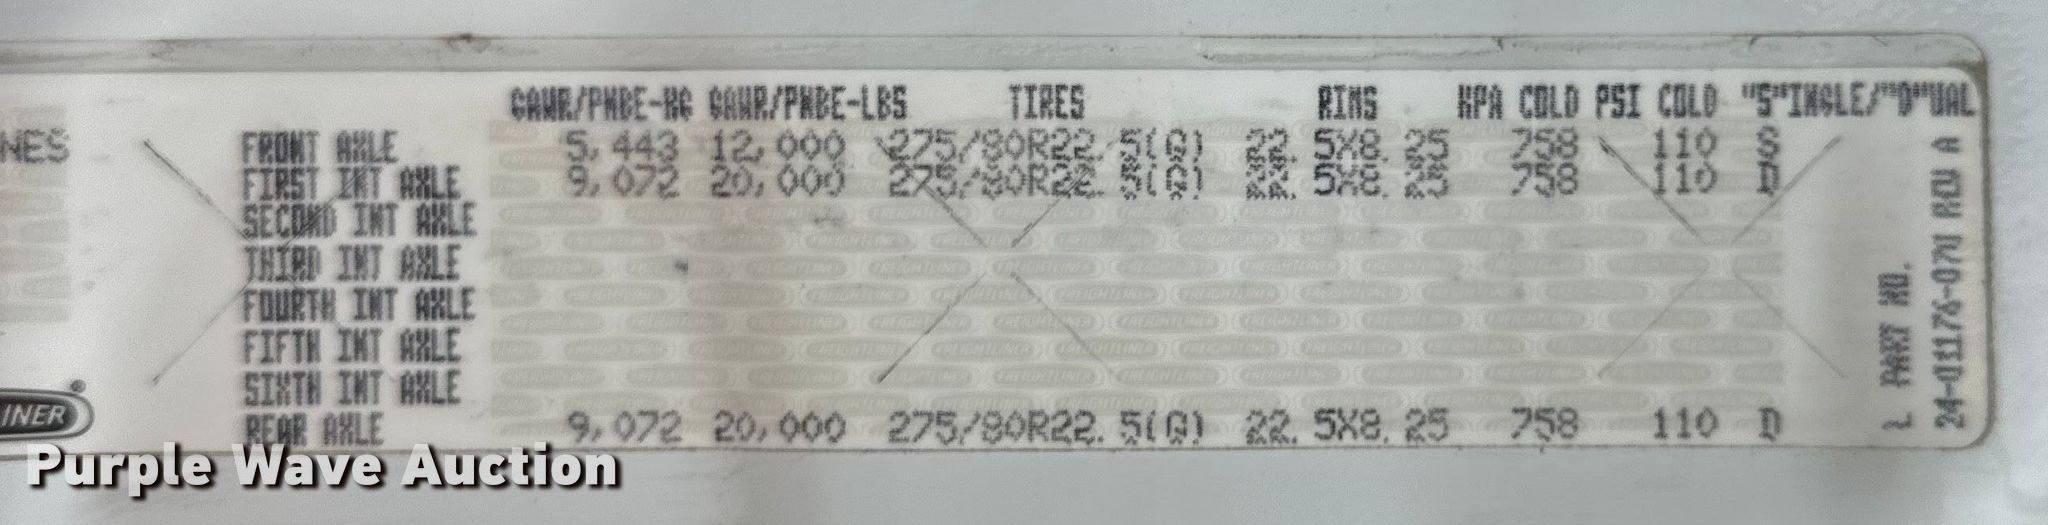 GAWR/PNBE-KG GAWR/PNBE-LBS TIRES RIMS KPA COLD PSI COLD "S"INGLE/"D"UAL
NES
FRONT AXLE 5,443 12,000 275/80R22.5(G) 22.5X8.25 758 110 S
FIRST INT AXLE 9,072 20,000 275/80R22.5(G) 22.5X8.25 758 110 D
SECOND INT AXLE
THIRD INT AXLE
FOURTH INT AXLE
FIFTH INT AXLE
SIXTH INT AXLE
REAR AXLE 9,072 20,000 275/80R22.5(G) 22.5X8.25 758 110 D
PART NO.
24-01176-070 REV A
INER
Purple Wave Auction